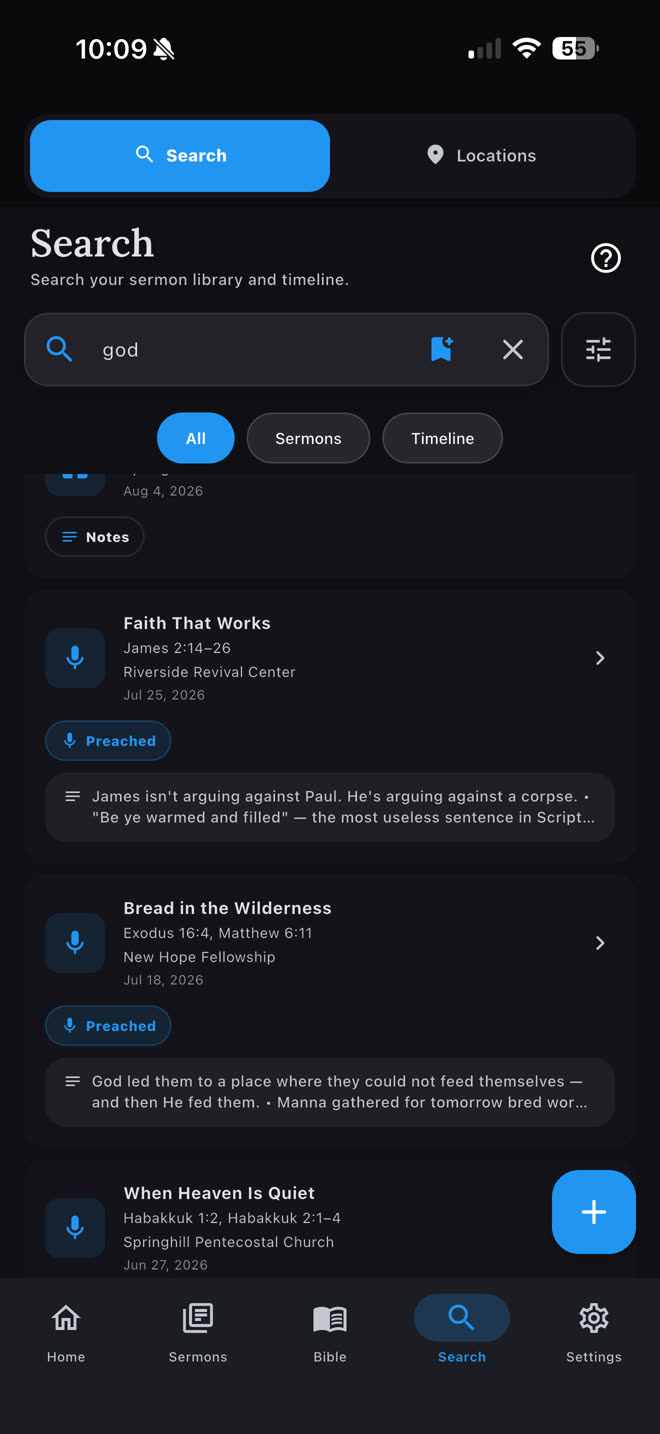 10:09
55
Search
Locations
Search
Search your sermon library and timeline.
god
All
Sermons
Timeline
Aug 4, 2026
Notes
Faith That Works
James 2:14–26
Riverside Revival Center
Jul 25, 2026
Preached
James isn't arguing against Paul. He's arguing against a corpse. •
"Be ye warmed and filled" — the most useless sentence in Script...
Bread in the Wilderness
Exodus 16:4, Matthew 6:11
New Hope Fellowship
Jul 18, 2026
Preached
God led them to a place where they could not feed themselves —
and then He fed them. • Manna gathered for tomorrow bred wor...
When Heaven Is Quiet
Habakkuk 1:2, Habakkuk 2:1–4
Springhill Pentecostal Church
Jun 27, 2026
Home
Sermons
Bible
Search
Settings